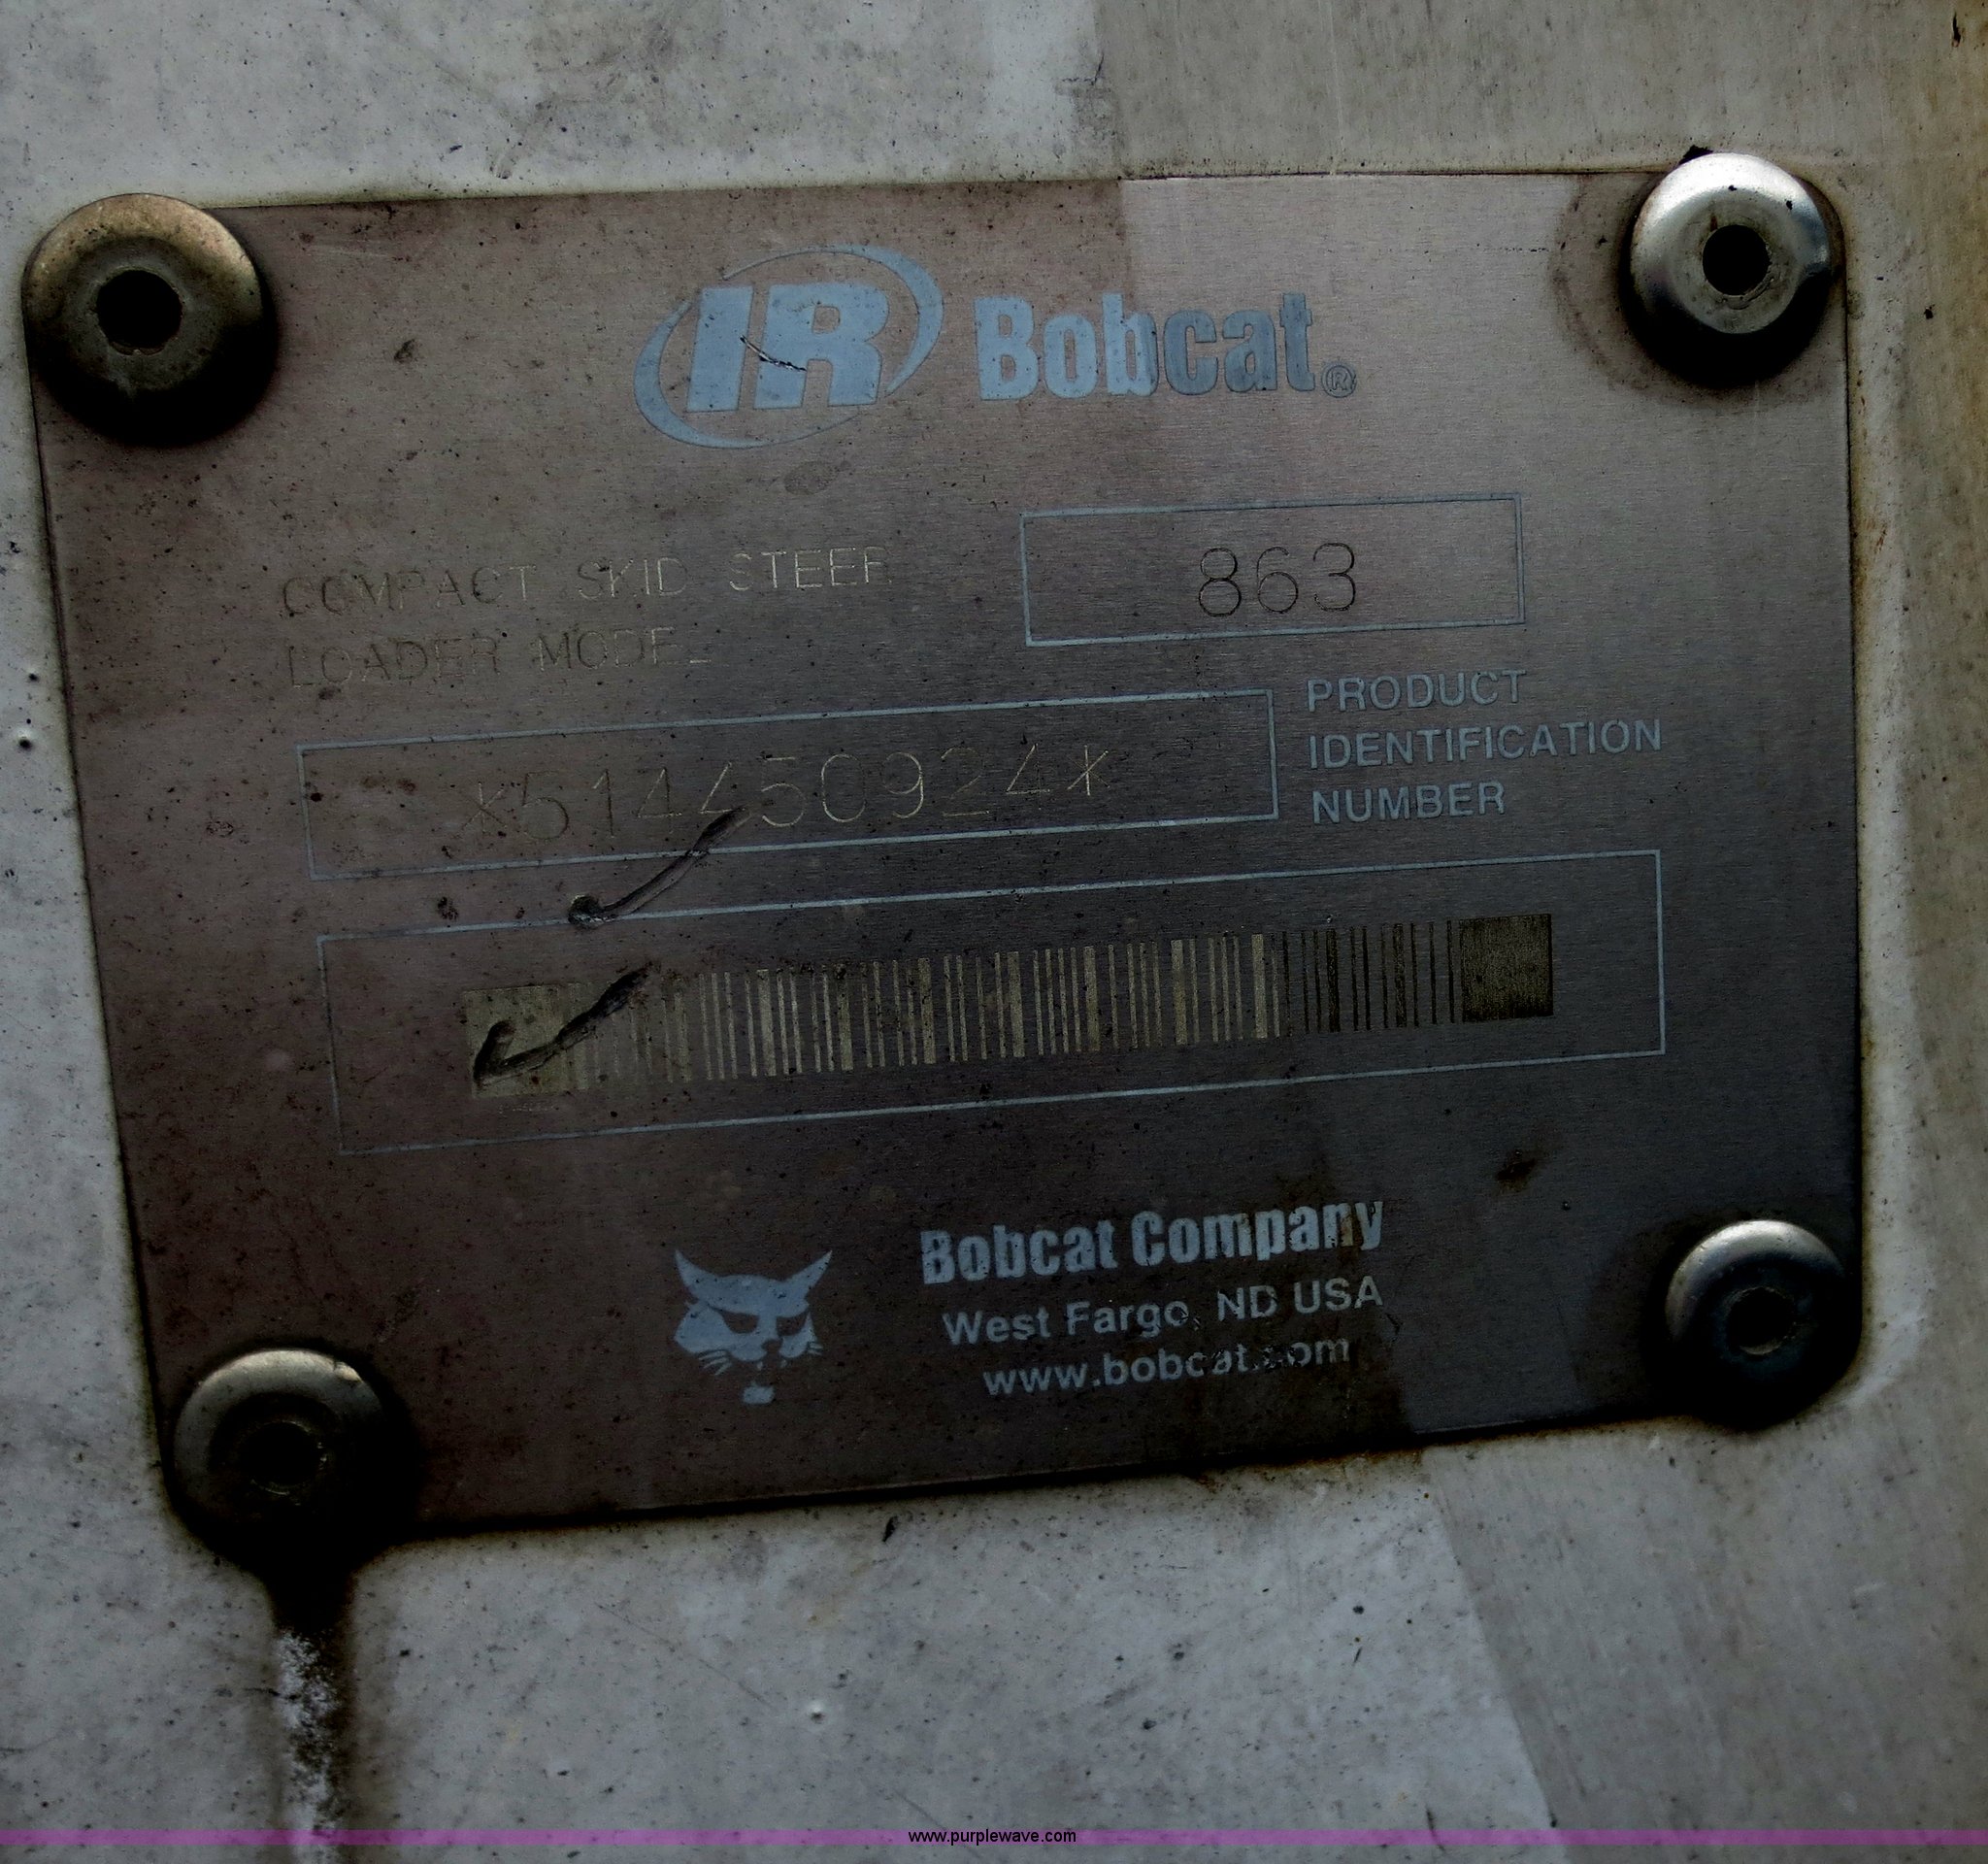 IR Bobcat®
COMPACT SKID STEER
LOADER MODEL
863
*514450924*
PRODUCT
IDENTIFICATION
NUMBER
Bobcat Company
West Fargo, ND USA
www.bobcat.com
www.purplewave.com